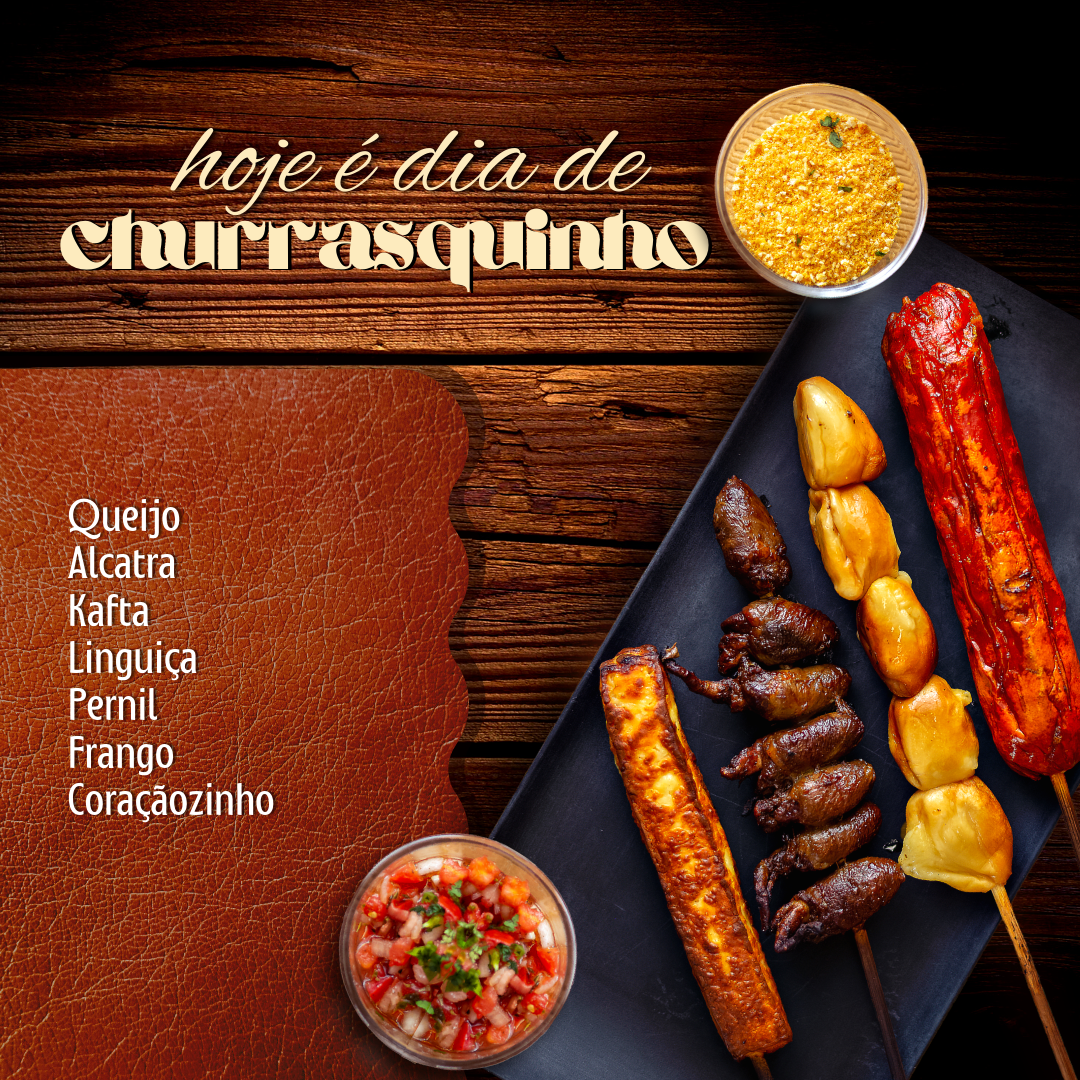 hoje é dia de
churrasquinho
Queijo
Alcatra
Kafta
Linguiça
Pernil
Frango
Coraçãozinho